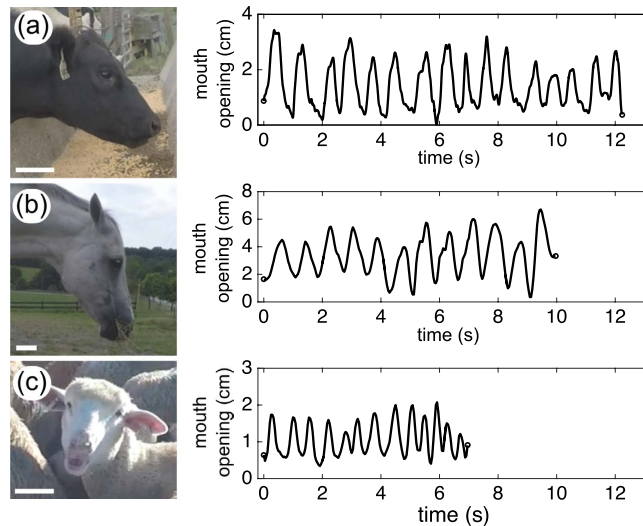 (a)
mouth
opening (cm)
4
2
0
0 2 4 6 8 10 12
time (s)
(b)
mouth
opening (cm)
8
6
4
2
0
0 2 4 6 8 10 12
time (s)
(c)
mouth
opening (cm)
3
2
1
0
0 2 4 6 8 10 12
time (s)